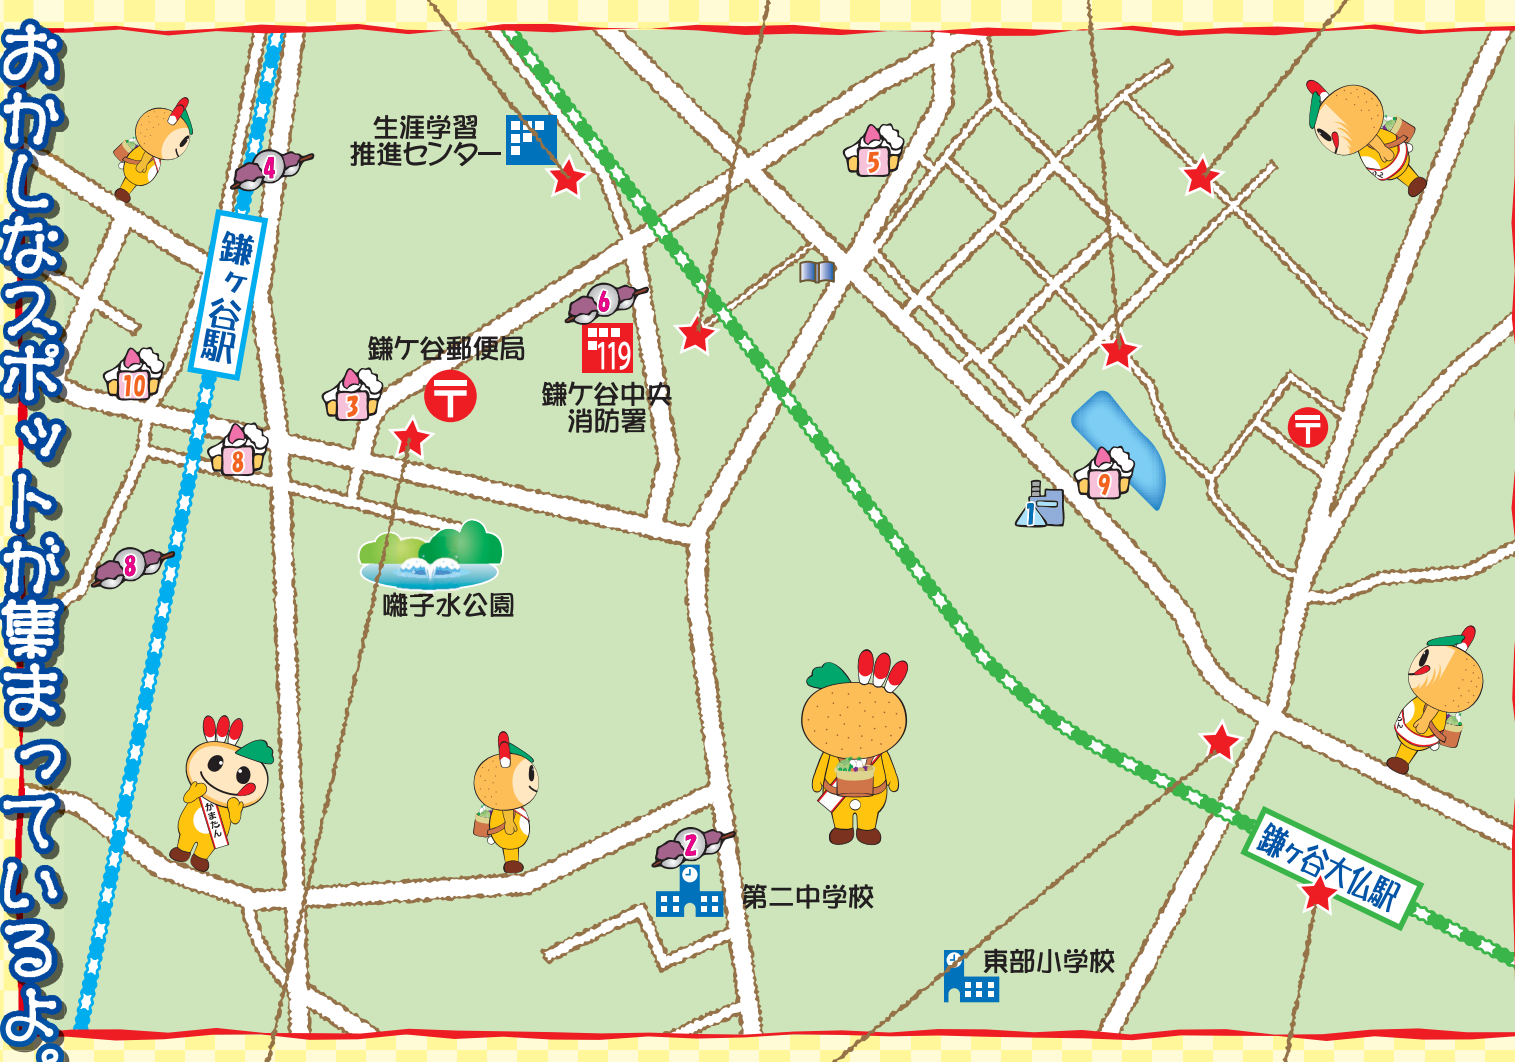 おかしなスポットが集まっているよ。
生涯学習
推進センター
4
5
鎌ヶ谷駅
6
119
鎌ケ谷郵便局
鎌ケ谷中央
消防署
10
3
8
9
1
8
囃子水公園
かまたん
2
第二中学校
鎌ヶ谷大仏駅
東部小学校